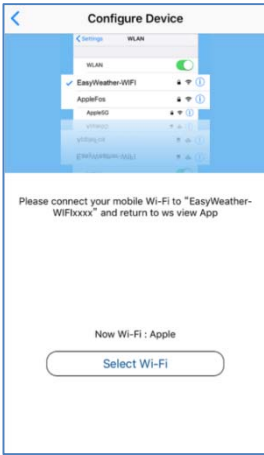 Configure Device
Settings WLAN
WLAN
EasyWeather-WIFI
AppleFos
Apple5G
Please connect your mobile Wi-Fi to "EasyWeather-
WIFIxxxx" and return to ws view App
Now Wi-Fi : Apple
Select Wi-Fi